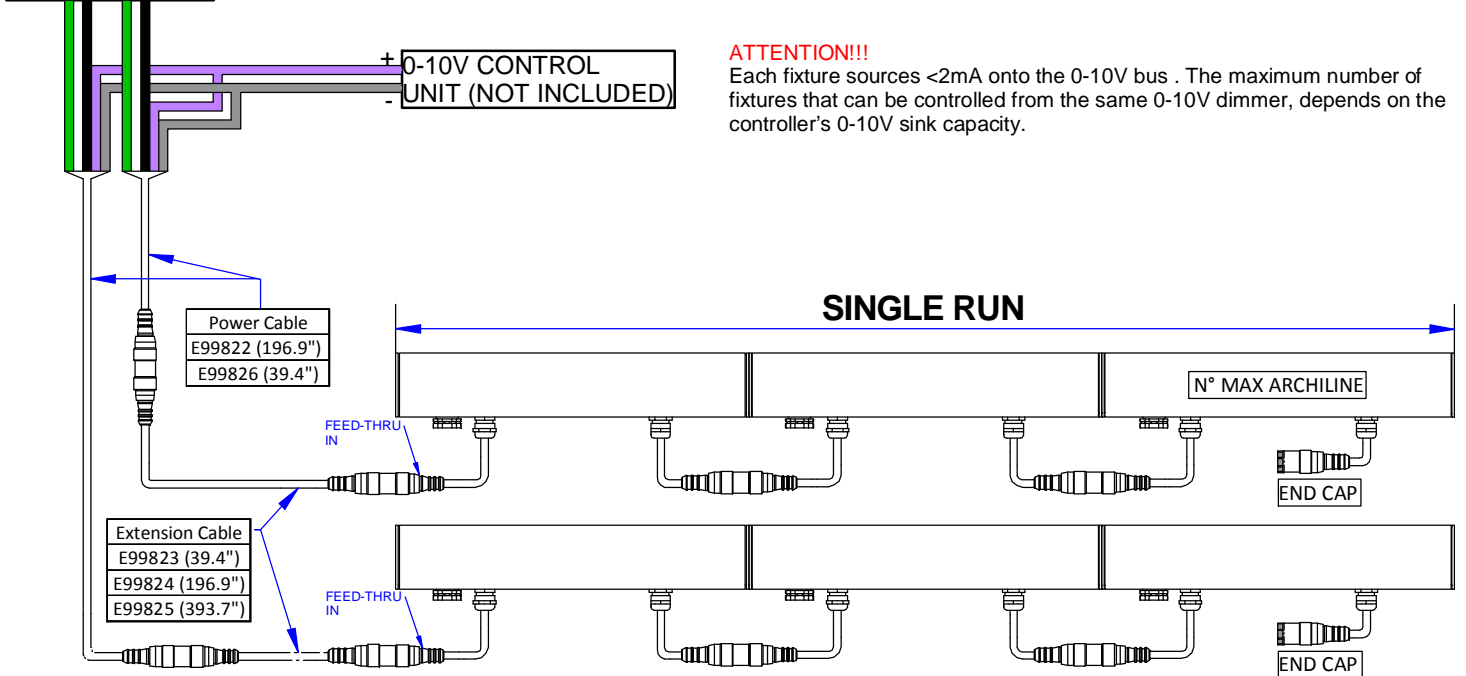 + 0-10V CONTROL
- UNIT (NOT INCLUDED)
ATTENTION!!!
Each fixture sources <2mA onto the 0-10V bus . The maximum number of
fixtures that can be controlled from the same 0-10V dimmer, depends on the
controller’s 0-10V sink capacity.
SINGLE RUN
Power Cable
E99822 (196.9")
E99826 (39.4")
N° MAX ARCHILINE
FEED-THRU
IN
END CAP
Extension Cable
E99823 (39.4")
E99824 (196.9")
E99825 (393.7")
FEED-THRU
IN
END CAP